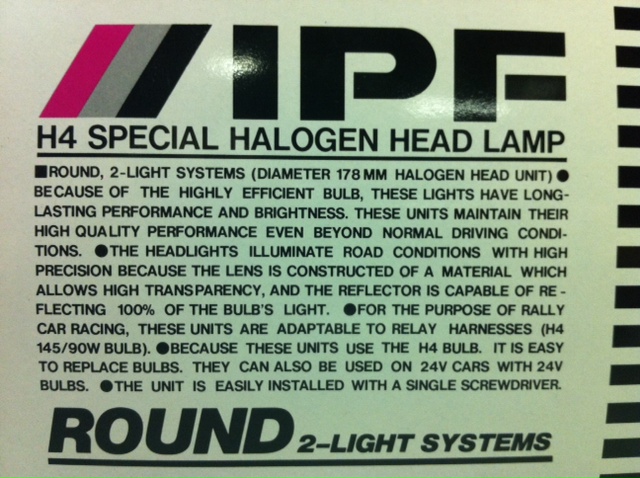 IPF
H4 SPECIAL HALOGEN HEAD LAMP
■ROUND, 2-LIGHT SYSTEMS (DIAMETER 178 MM HALOGEN HEAD UNIT) ●
BECAUSE OF THE HIGHLY EFFICIENT BULB, THESE LIGHTS HAVE LONG-
LASTING PERFORMANCE AND BRIGHTNESS. THESE UNITS MAINTAIN THEIR
HIGH QUALITY PERFORMANCE EVEN BEYOND NORMAL DRIVING CONDI-
TIONS. ●THE HEADLIGHTS ILLUMINATE ROAD CONDITIONS WITH HIGH
PRECISION BECAUSE THE LENS IS CONSTRUCTED OF A MATERIAL WHICH
ALLOWS HIGH TRANSPARENCY, AND THE REFLECTOR IS CAPABLE OF RE-
FLECTING 100% OF THE BULB'S LIGHT. ●FOR THE PURPOSE OF RALLY
CAR RACING, THESE UNITS ARE ADAPTABLE TO RELAY HARNESSES (H4
145/90W BULB). ●BECAUSE THESE UNITS USE THE H4 BULB. IT IS EASY
TO REPLACE BULBS. THEY CAN ALSO BE USED ON 24V CARS WITH 24V
BULBS. ●THE UNIT IS EASILY INSTALLED WITH A SINGLE SCREWDRIVER.
ROUND 2-LIGHT SYSTEMS